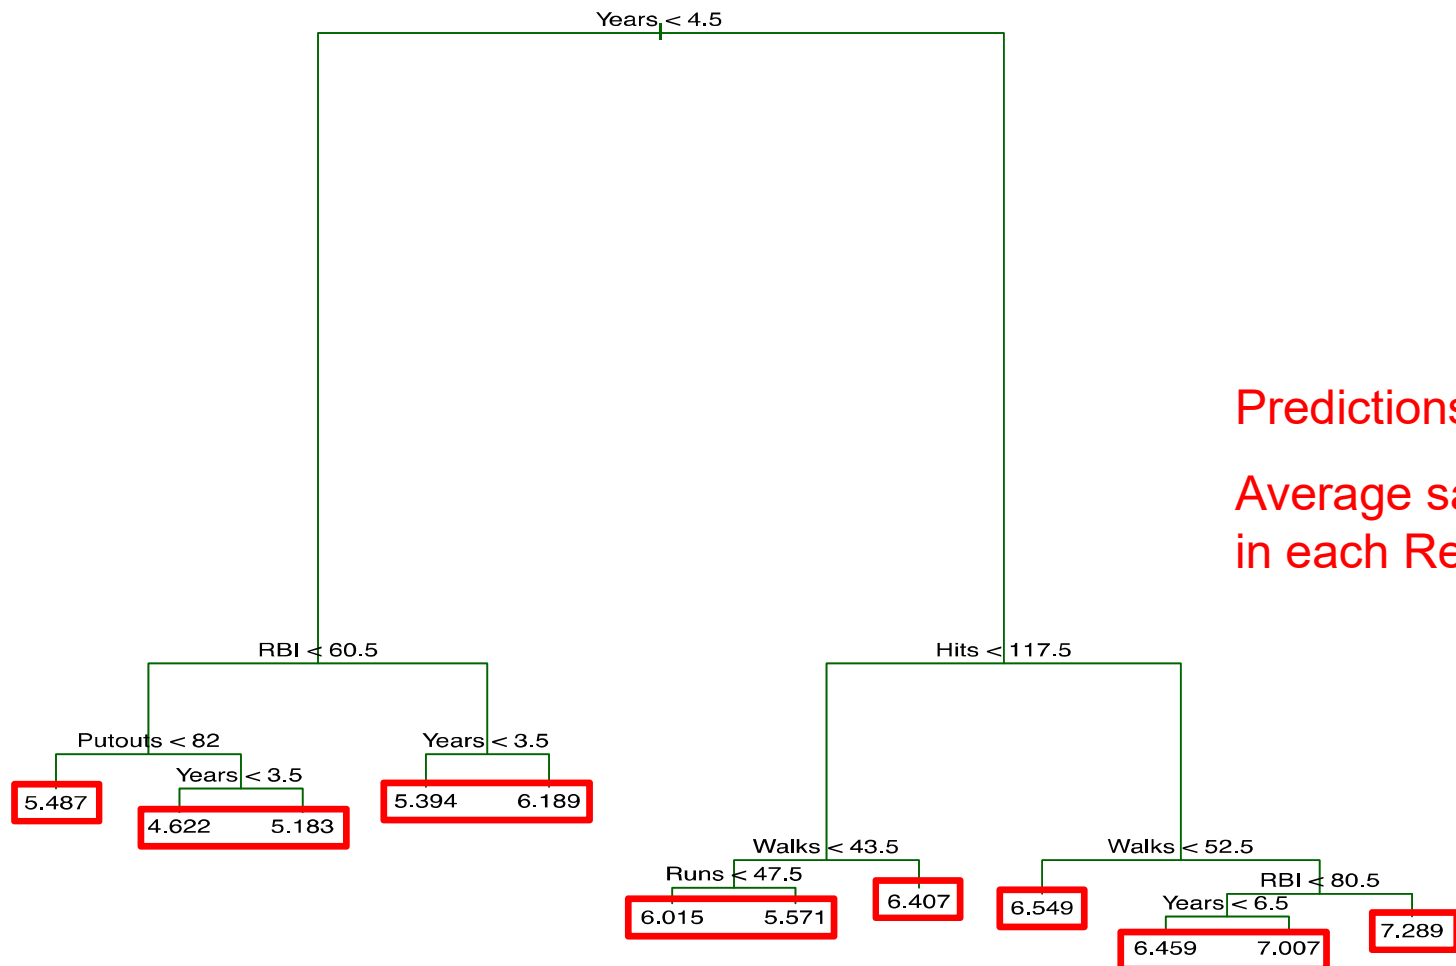 Years < 4.5
Predictions
Average sa
in each Re
RBI < 60.5
Hits < 117.5
Putouts < 82
Years < 3.5
Years < 3.5
5.487
4.622
5.183
5.394
6.189
Walks < 43.5
Walks < 52.5
Runs < 47.5
RBI < 80.5
Years < 6.5
6.015
5.571
6.407
6.549
6.459
7.007
7.289